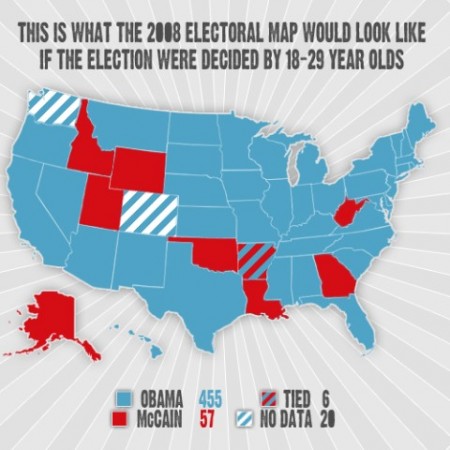 THIS IS WHAT THE 2008 ELECTORAL MAP WOULD LOOK LIKE
IF THE ELECTION WERE DECIDED BY 18-29 YEAR OLDS
OBAMA 455 TIED 6
McCAIN 57 NO DATA 20